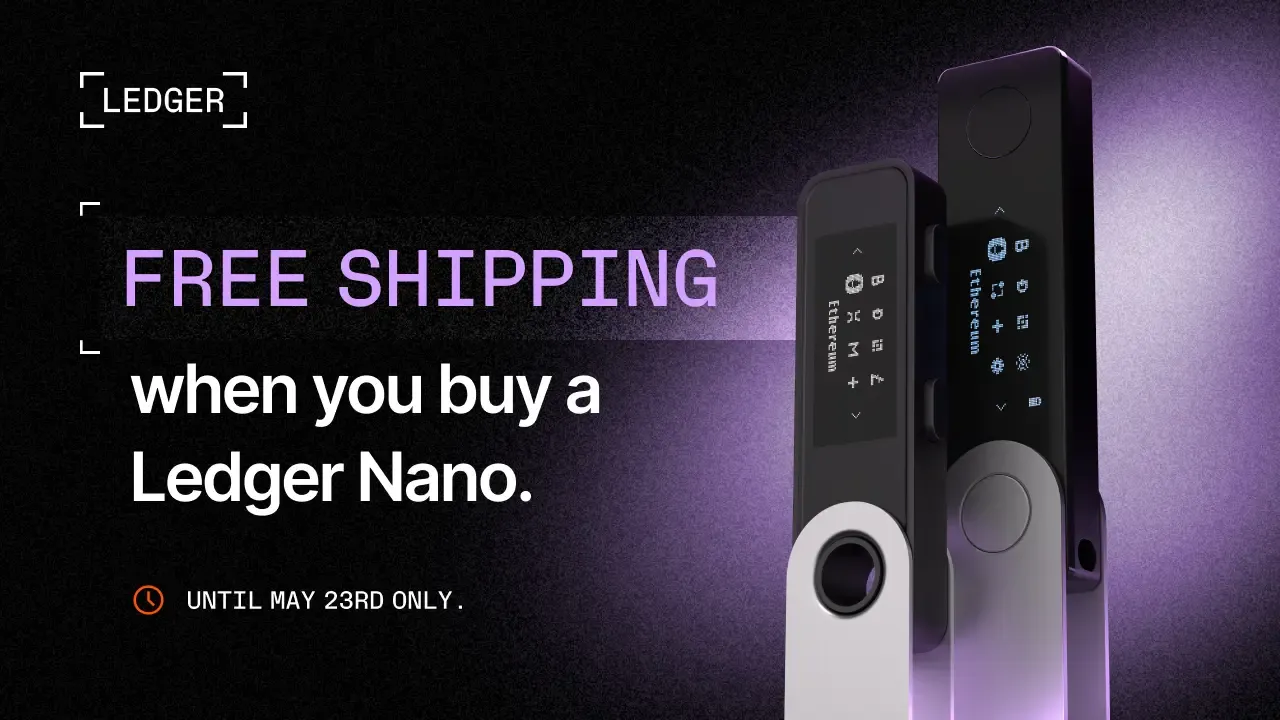 LEDGER
FREE SHIPPING
when you buy a
Ledger Nano.
UNTIL MAY 23RD ONLY.
Ethereum
Ethereum